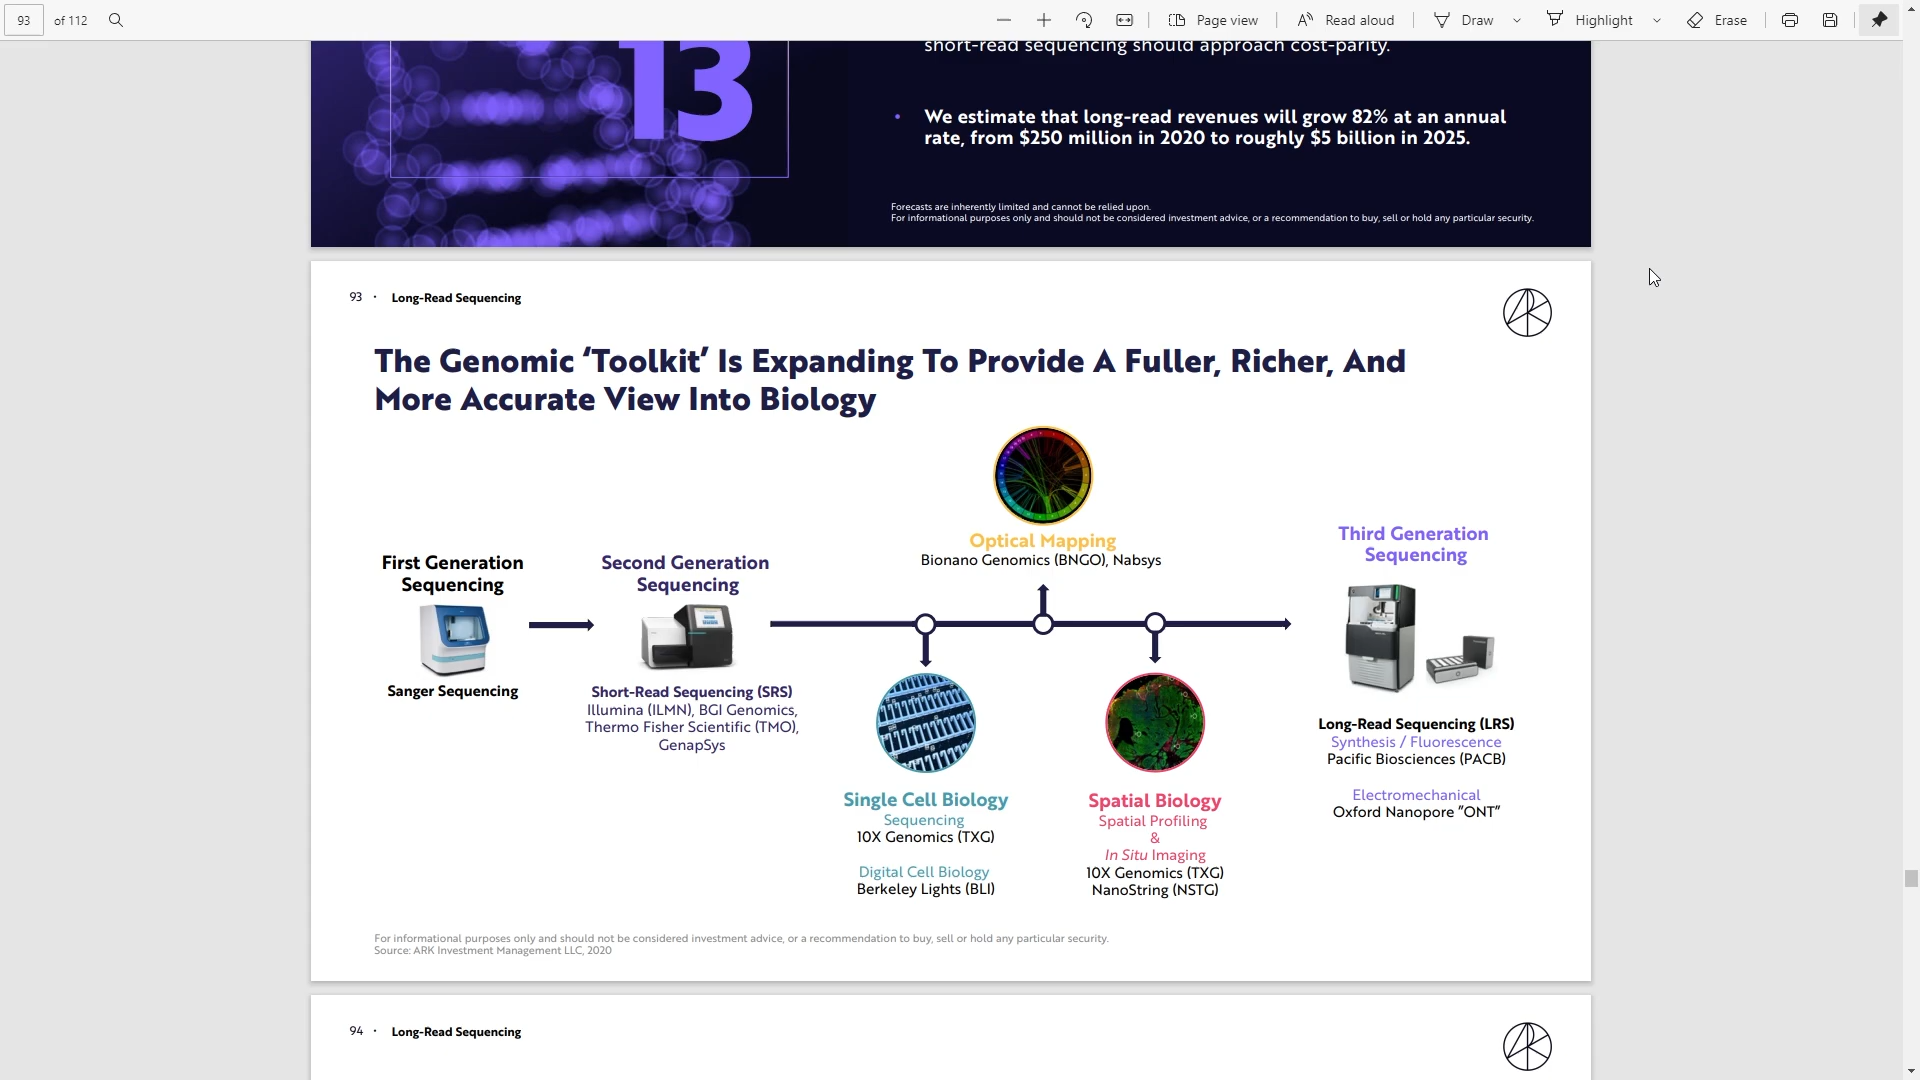 93 of 112
Page view
Read aloud
Draw
Highlight
Erase
13
short-read sequencing should approach cost-parity.
• We estimate that long-read revenues will grow 82% at an annual
rate, from $250 million in 2020 to roughly $5 billion in 2025.
Forecasts are inherently limited and cannot be relied upon.
For informational purposes only and should not be considered investment advice, or a recommendation to buy, sell or hold any particular security.
93 · Long-Read Sequencing
The Genomic ‘Toolkit’ Is Expanding To Provide A Fuller, Richer, And
More Accurate View Into Biology
First Generation
Sequencing
Sanger Sequencing
Second Generation
Sequencing
Short-Read Sequencing (SRS)
Illumina (ILMN), BGI Genomics,
Thermo Fisher Scientific (TMO),
GenapSys
Optical Mapping
Bionano Genomics (BNGO), Nabsys
Single Cell Biology
Sequencing
10X Genomics (TXG)
Digital Cell Biology
Berkeley Lights (BLI)
Spatial Biology
Spatial Profiling
&
In Situ Imaging
10X Genomics (TXG)
NanoString (NSTG)
Third Generation
Sequencing
Long-Read Sequencing (LRS)
Synthesis / Fluorescence
Pacific Biosciences (PACB)
Electromechanical
Oxford Nanopore ”ONT”
For informational purposes only and should not be considered investment advice, or a recommendation to buy, sell or hold any particular security.
Source: ARK Investment Management LLC, 2020
94 · Long-Read Sequencing